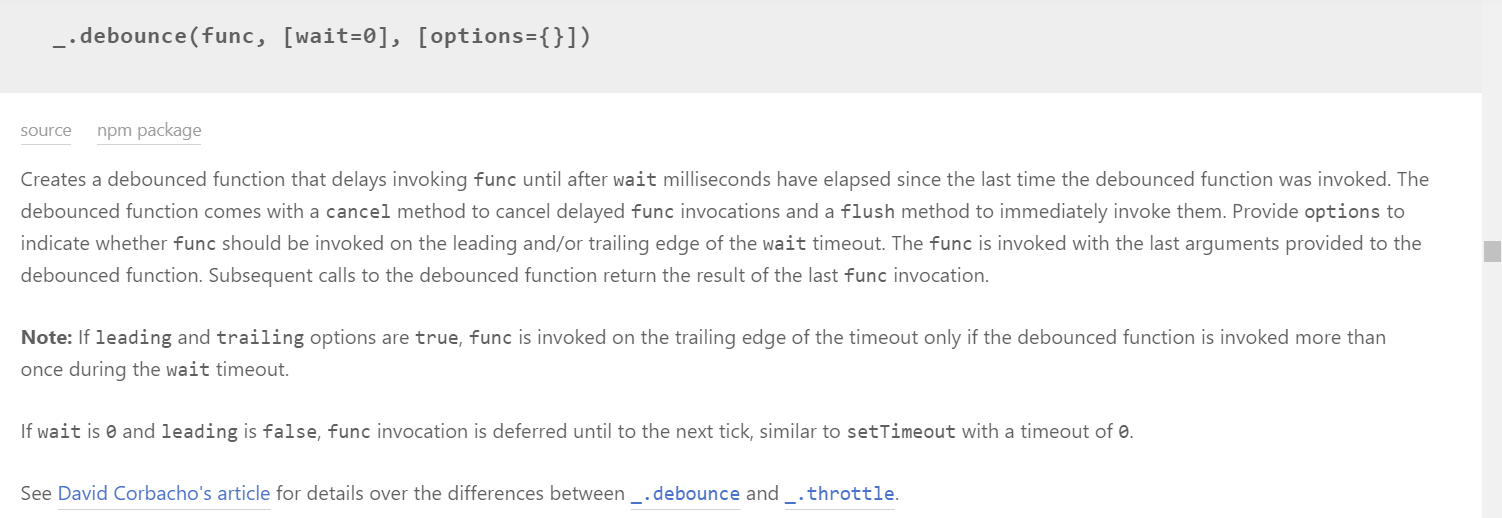 _.debounce(func, [wait=0], [options={}])
source npm package
Creates a debounced function that delays invoking func until after wait milliseconds have elapsed since the last time the debounced function was invoked. The
debounced function comes with a cancel method to cancel delayed func invocations and a flush method to immediately invoke them. Provide options to
indicate whether func should be invoked on the leading and/or trailing edge of the wait timeout. The func is invoked with the last arguments provided to the
debounced function. Subsequent calls to the debounced function return the result of the last func invocation.
Note: If leading and trailing options are true, func is invoked on the trailing edge of the timeout only if the debounced function is invoked more than
once during the wait timeout.
If wait is 0 and leading is false, func invocation is deferred until to the next tick, similar to setTimeout with a timeout of 0.
See David Corbacho's article for details over the differences between _.debounce and _.throttle.